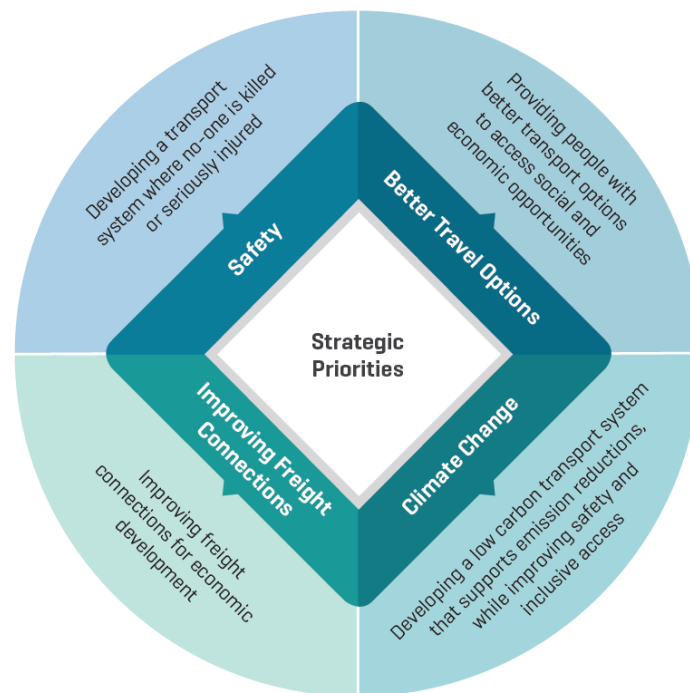 Developing a transport
system where no-one is killed
or seriously injured
Safety
Providing people with
better transport options
to access social and
economic opportunities
Better Travel Options
Strategic
Priorities
Improving Freight
Connections
Improving freight
connections for economic
development
Climate Change
Developing a low carbon transport system
that supports emission reductions,
while improving safety and
inclusive access